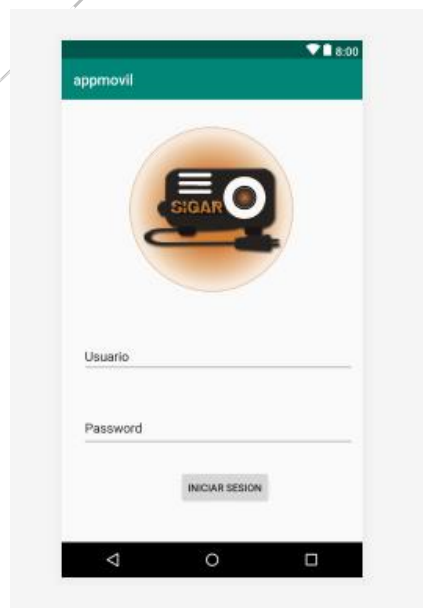 8:00
appmovil
SIGAR
Usuario
Password
INICIAR SESION